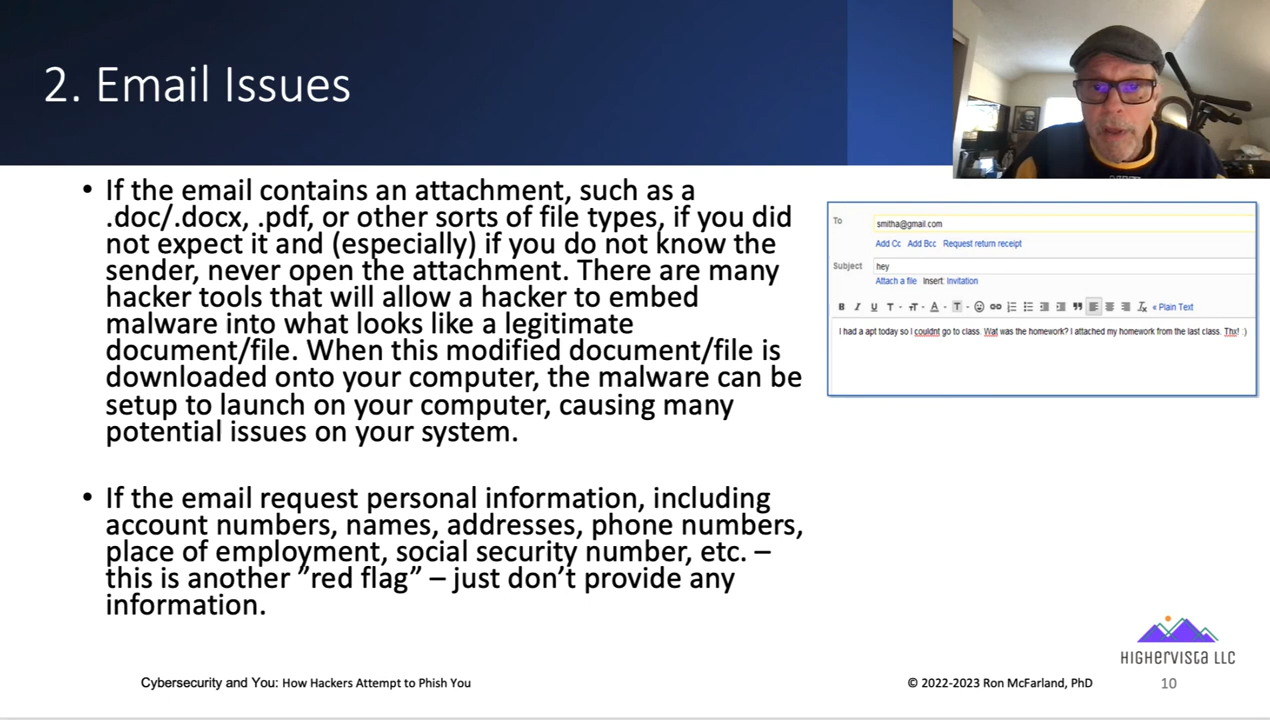 2. Email Issues
• If the email contains an attachment, such as a
.doc/.docx, .pdf, or other sorts of file types, if you did
not expect it and (especially) if you do not know the
sender, never open the attachment. There are many
hacker tools that will allow a hacker to embed
malware into what looks like a legitimate
document/file. When this modified document/file is
downloaded onto your computer, the malware can be
setup to launch on your computer, causing many
potential issues on your system.
• If the email request personal information, including
account numbers, names, addresses, phone numbers,
place of employment, social security number, etc. –
this is another ”red flag” – just don’t provide any
information.
To smitha@gmail.com
Add Cc Add Bcc Request return receipt
Subject hey
Attach a file Insert: Invitation
B I U T T A T « Plain Text
I had a apt today so I couldnt go to class. Wat was the homework? I attached my homework from the last class. Thx! :)
HIGHERVISTA LLC
Cybersecurity and You: How Hackers Attempt to Phish You
© 2022-2023 Ron McFarland, PhD
10